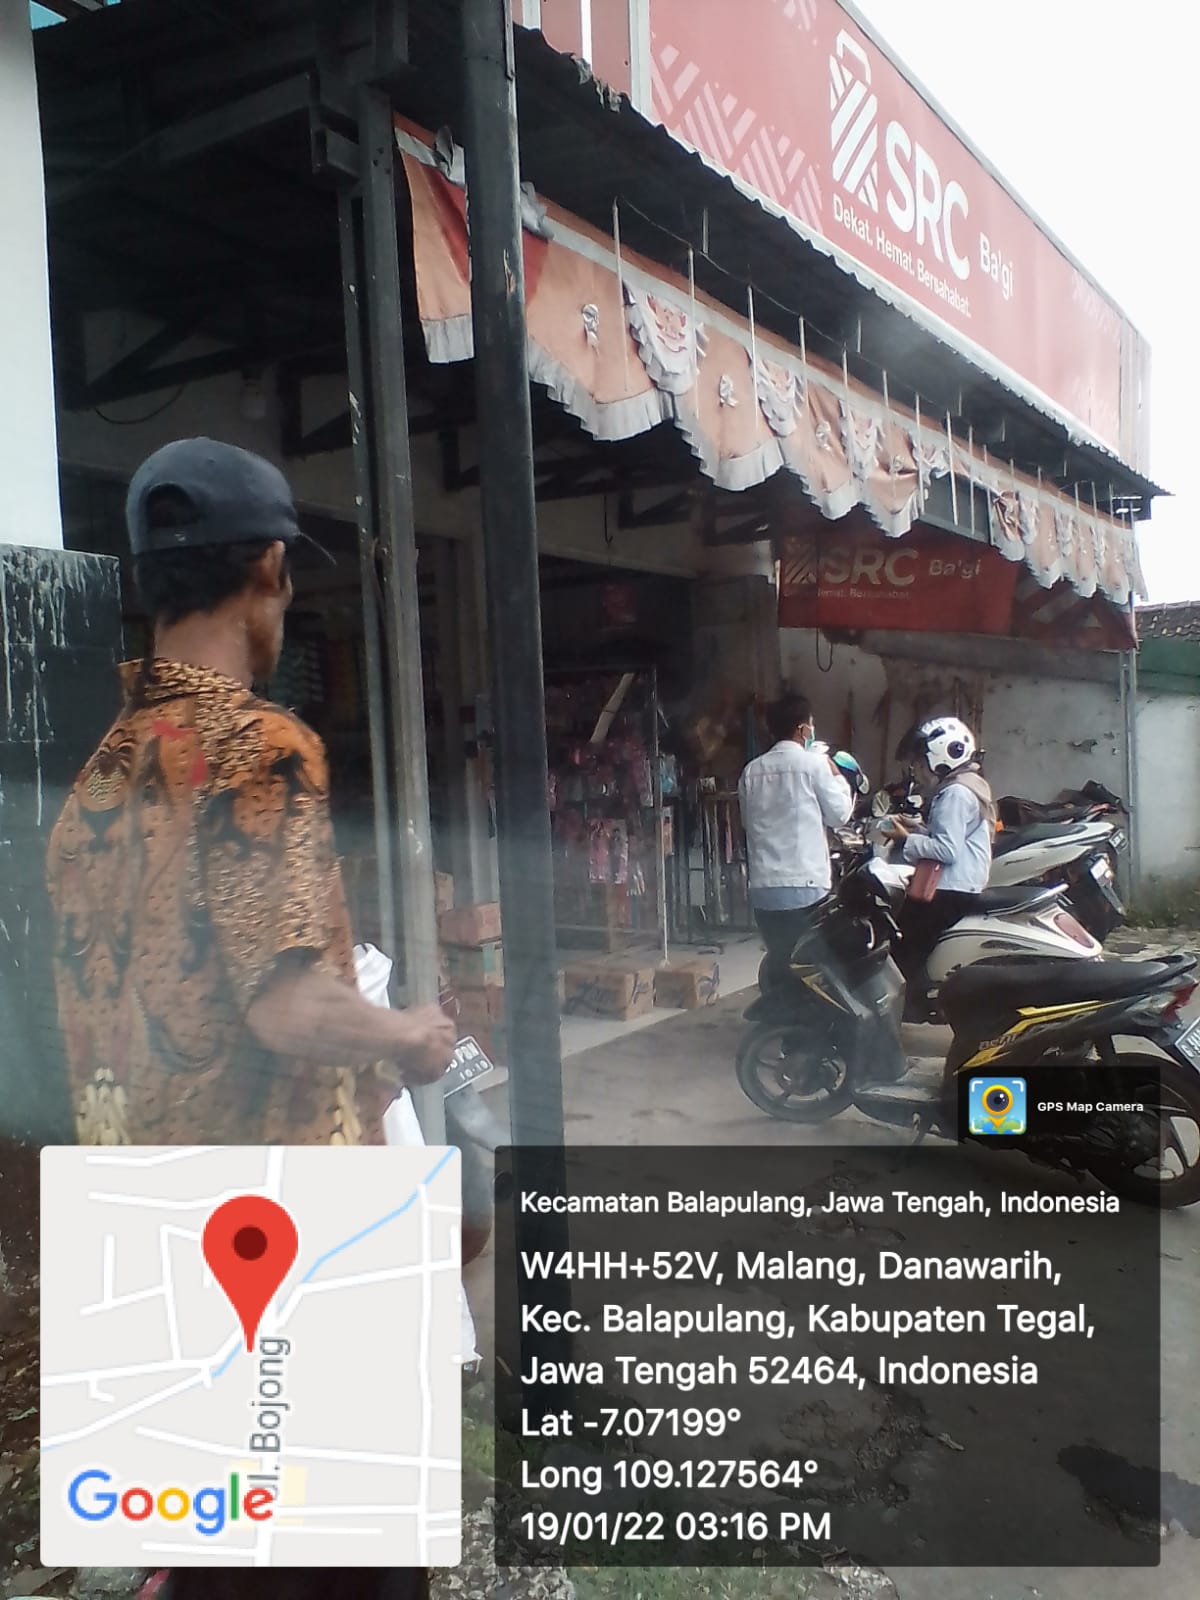 SRC
Ba'gi
Dekat. Hemat. Bersahabat.
SRC Ba'gi
GPS Map Camera
Kecamatan Balapulang, Jawa Tengah, Indonesia
W4HH+52V, Malang, Danawarih,
Kec. Balapulang, Kabupaten Tegal,
Jawa Tengah 52464, Indonesia
Lat -7.07199°
Long 109.127564°
19/01/22 03:16 PM
Jl. Bojong
Google